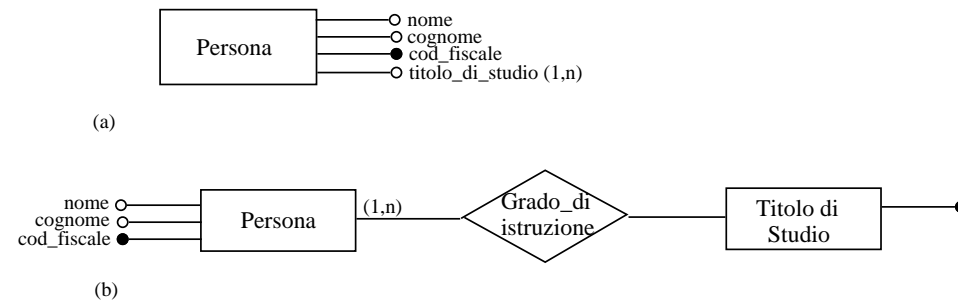 nome
Persona
cognome
cod_fiscale
titolo_di_studio (1,n)
(a)
nome
cognome
cod_fiscale
Persona
(1,n)
Grado_di
istruzione
Titolo di
Studio
(b)